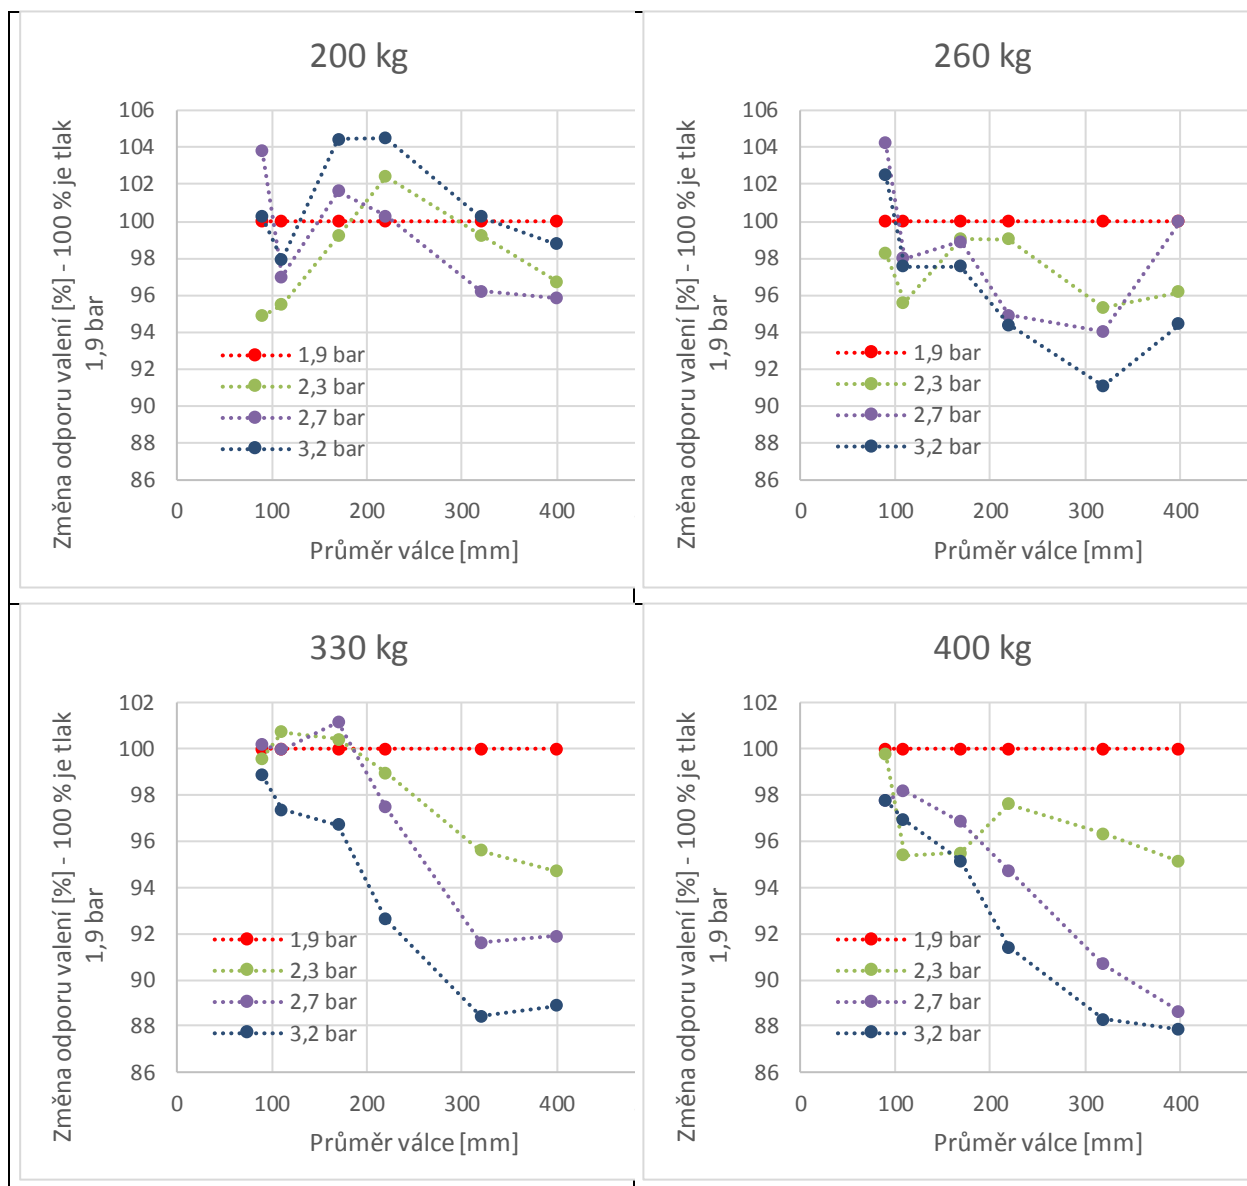 200 kg
Změna odporu valení [%] - 100 % je tlak
1,9 bar
106
104
102
100
98
96
94
92
90
88
86
1,9 bar
2,3 bar
2,7 bar
3,2 bar
0 100 200 300 400
Průměr válce [mm]
260 kg
Změna odporu valení [%] - 100 % je tlak
1,9 bar
106
104
102
100
98
96
94
92
90
88
86
1,9 bar
2,3 bar
2,7 bar
3,2 bar
0 100 200 300 400
Průměr válce [mm]
330 kg
Změna odporu valení [%] - 100 % je tlak
1,9 bar
102
100
98
96
94
92
90
88
86
1,9 bar
2,3 bar
2,7 bar
3,2 bar
0 100 200 300 400
Průměr válce [mm]
400 kg
Změna odporu valení [%] - 100 % je tlak
1,9 bar
102
100
98
96
94
92
90
88
86
1,9 bar
2,3 bar
2,7 bar
3,2 bar
0 100 200 300 400
Průměr válce [mm]